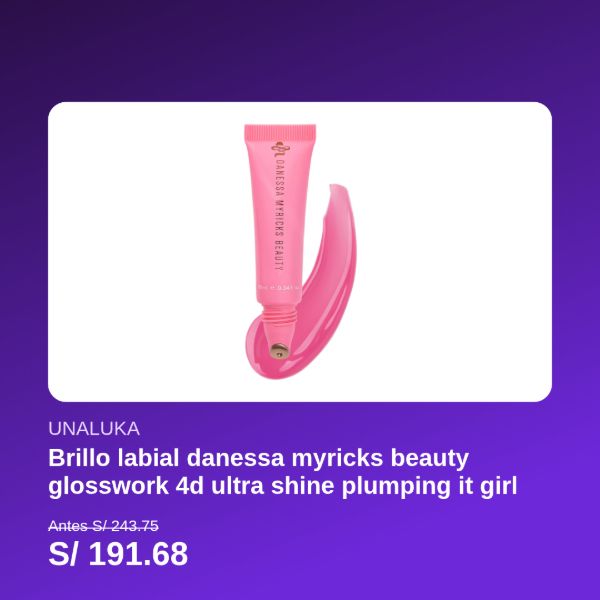 DANESSA MYRICKS BEAUTY
UNALUKA
Brillo labial danessa myricks beauty
glosswork 4d ultra shine plumping it girl
Antes S/ 243.75
S/ 191.68